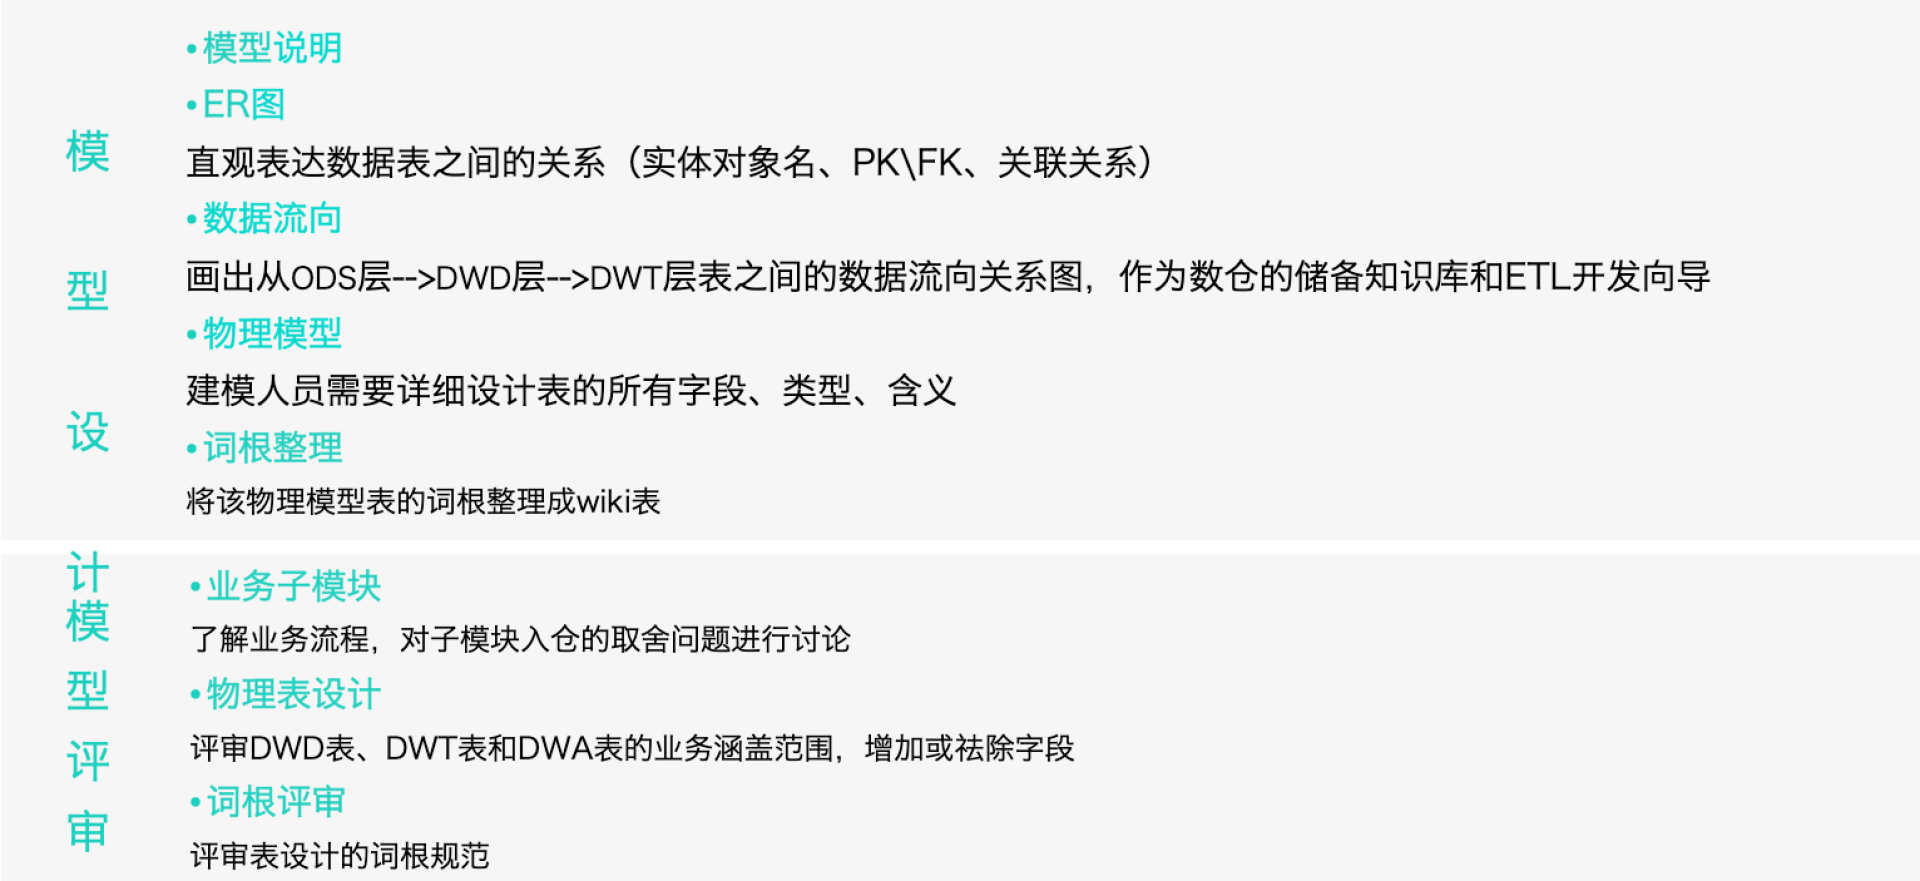 模型设计
•模型说明
•ER图
直观表达数据表之间的关系（实体对象名、PK\FK、关联关系）
•数据流向
画出从ODS层-->DWD层-->DWT层表之间的数据流向关系图，作为数仓的储备知识库和ETL开发向导
•物理模型
建模人员需要详细设计表的所有字段、类型、含义
•词根整理
将该物理模型表的词根整理成wiki表
模型评审
•业务子模块
了解业务流程，对子模块入仓的取舍问题进行讨论
•物理表设计
评审DWD表、DWT表和DWA表的业务涵盖范围，增加或祛除字段
•词根评审
评审表设计的词根规范